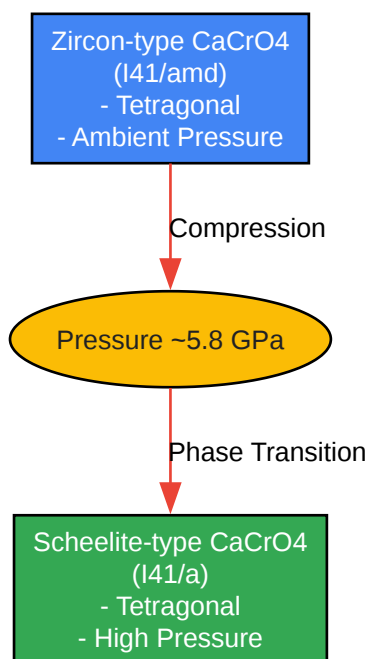 Zircon-type CaCrO4
(I41/amd)
- Tetragonal
- Ambient Pressure
Compression
Pressure ~5.8 GPa
Phase Transition
Scheelite-type CaCrO4
(I41/a)
- Tetragonal
- High Pressure